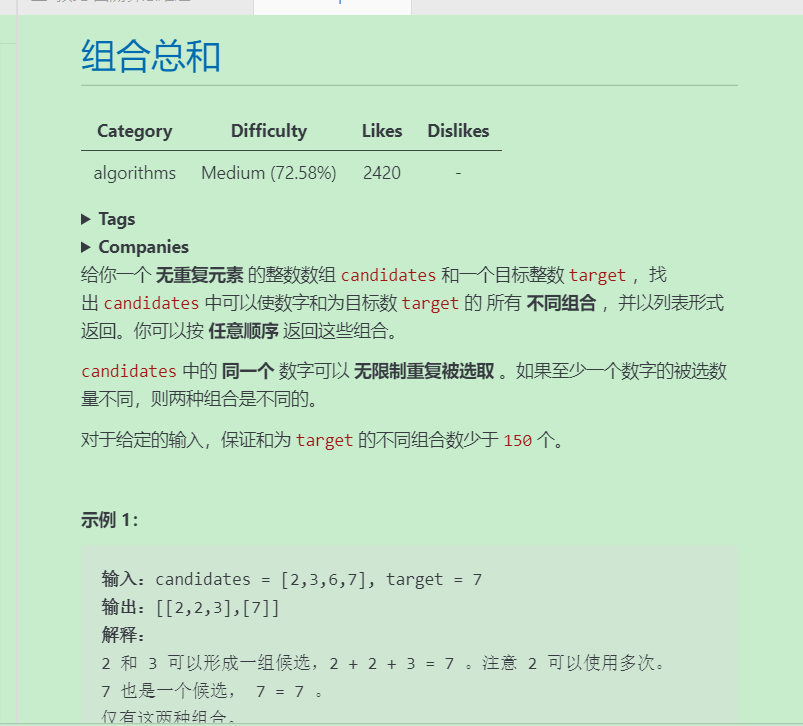 组合总和
Category Difficulty Likes Dislikes
algorithms Medium (72.58%) 2420 -
Tags
Companies
给你一个 无重复元素 的整数数组 candidates 和一个目标整数 target ，找
出 candidates 中可以使数字和为目标数 target 的 所有 不同组合 ，并以列表形式
返回。你可以按 任意顺序 返回这些组合。
candidates 中的 同一个 数字可以 无限制重复被选取 。如果至少一个数字的被选数
量不同，则两种组合是不同的。
对于给定的输入，保证和为 target 的不同组合数少于 150 个。
示例 1：
输入：candidates = [2,3,6,7], target = 7
输出：[[2,2,3],[7]]
解释：
2 和 3 可以形成一组候选，2 + 2 + 3 = 7 。注意 2 可以使用多次。
7 也是一个候选， 7 = 7 。
仅有这两种组合。